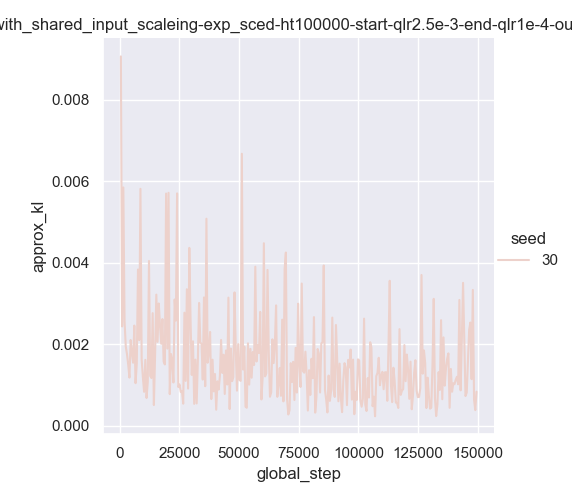 with_shared_input_scaleing-exp_sced-ht100000-start-qlr2.5e-3-end-qlr1e-4-ou
approx_kl
0.008
0.006
0.004
0.002
0.000
0 25000 50000 75000 100000 125000 150000
global_step
seed
30